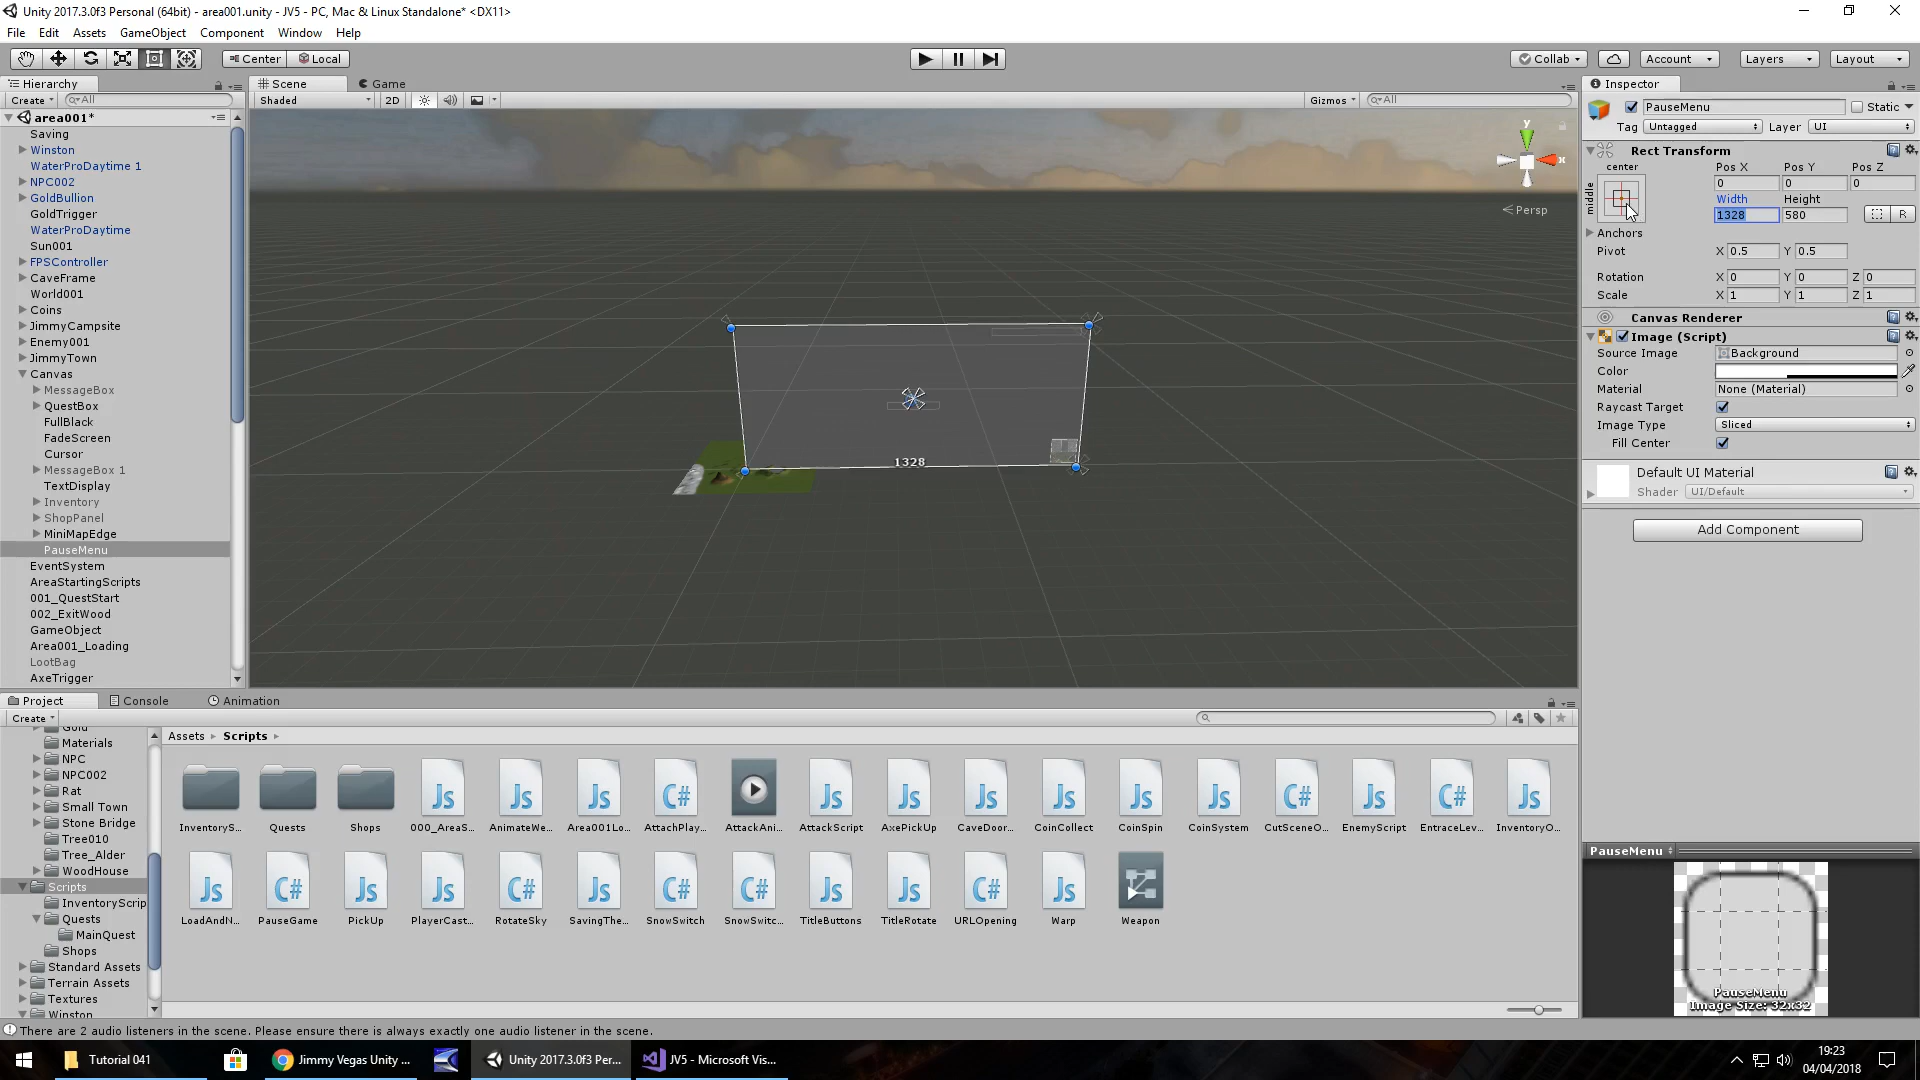 Unity 2017.3.0f3 Personal (64bit) - area001.unity - JV5 - PC, Mac & Linux Standalone* <DX11>
File Edit Assets GameObject Component Window Help
Center Local Collab Account Layers Layout
Hierarchy
Create All
area001*
Saving
Winston
WaterProDaytime 1
NPC002
GoldBullion
GoldTrigger
WaterProDaytime
Sun001
FPSController
CaveFrame
World001
Coins
JimmyCampsite
Enemy001
JimmyTown
Canvas
MessageBox
QuestBox
FullBlack
FadeScreen
Cursor
MessageBox 1
TextDisplay
Inventory
ShopPanel
MiniMapEdge
PauseMenu
EventSystem
AreaStartingScripts
001_QuestStart
002_ExitWood
GameObject
Area001_Loading
LootBag
AxeTrigger
Scene Game
Shaded 2D Gizmos All
y
x
Persp
1328
Inspector
PauseMenu Static
Tag Untagged Layer UI
Rect Transform
center Pos X Pos Y Pos Z
middle
0 0 0
Width Height
1328 580 R
Anchors
Pivot X 0.5 Y 0.5
Rotation X 0 Y 0 Z 0
Scale X 1 Y 1 Z 1
Canvas Renderer
Image (Script)
Source Image Background
Color
Material None (Material)
Raycast Target
Image Type Sliced
Fill Center
Default UI Material
Shader UI/Default
Add Component
PauseMenu
PauseMenu
Image Size: 32x32
Project Console Animation
Create
Gold
Materials
NPC
NPC002
Rat
Small Town
Stone Bridge
Tree010
Tree_Alder
WoodHouse
Scripts
InventoryScrip
Quests
MainQuest
Shops
Standard Assets
Terrain Assets
Textures
Winston
Assets Scripts
InventoryS... Quests Shops 000_AreaS... AnimateWe... Area001Lo... AttachPlay... AttackAni... AttackScript AxePickUp CaveDoor... CoinCollect CoinSpin CoinSystem CutSceneO... EnemyScript EntraceLev... InventoryO...
LoadAndN... PauseGame PickUp PlayerCast... RotateSky SavingThe... SnowSwitch SnowSwitc... TitleButtons TitleRotate URLOpening Warp Weapon
There are 2 audio listeners in the scene. Please ensure there is always exactly one audio listener in the scene.
Tutorial 041 Jimmy Vegas Unity ... Unity 2017.3.0f3 Per... JV5 - Microsoft Vis...
19:23
04/04/2018